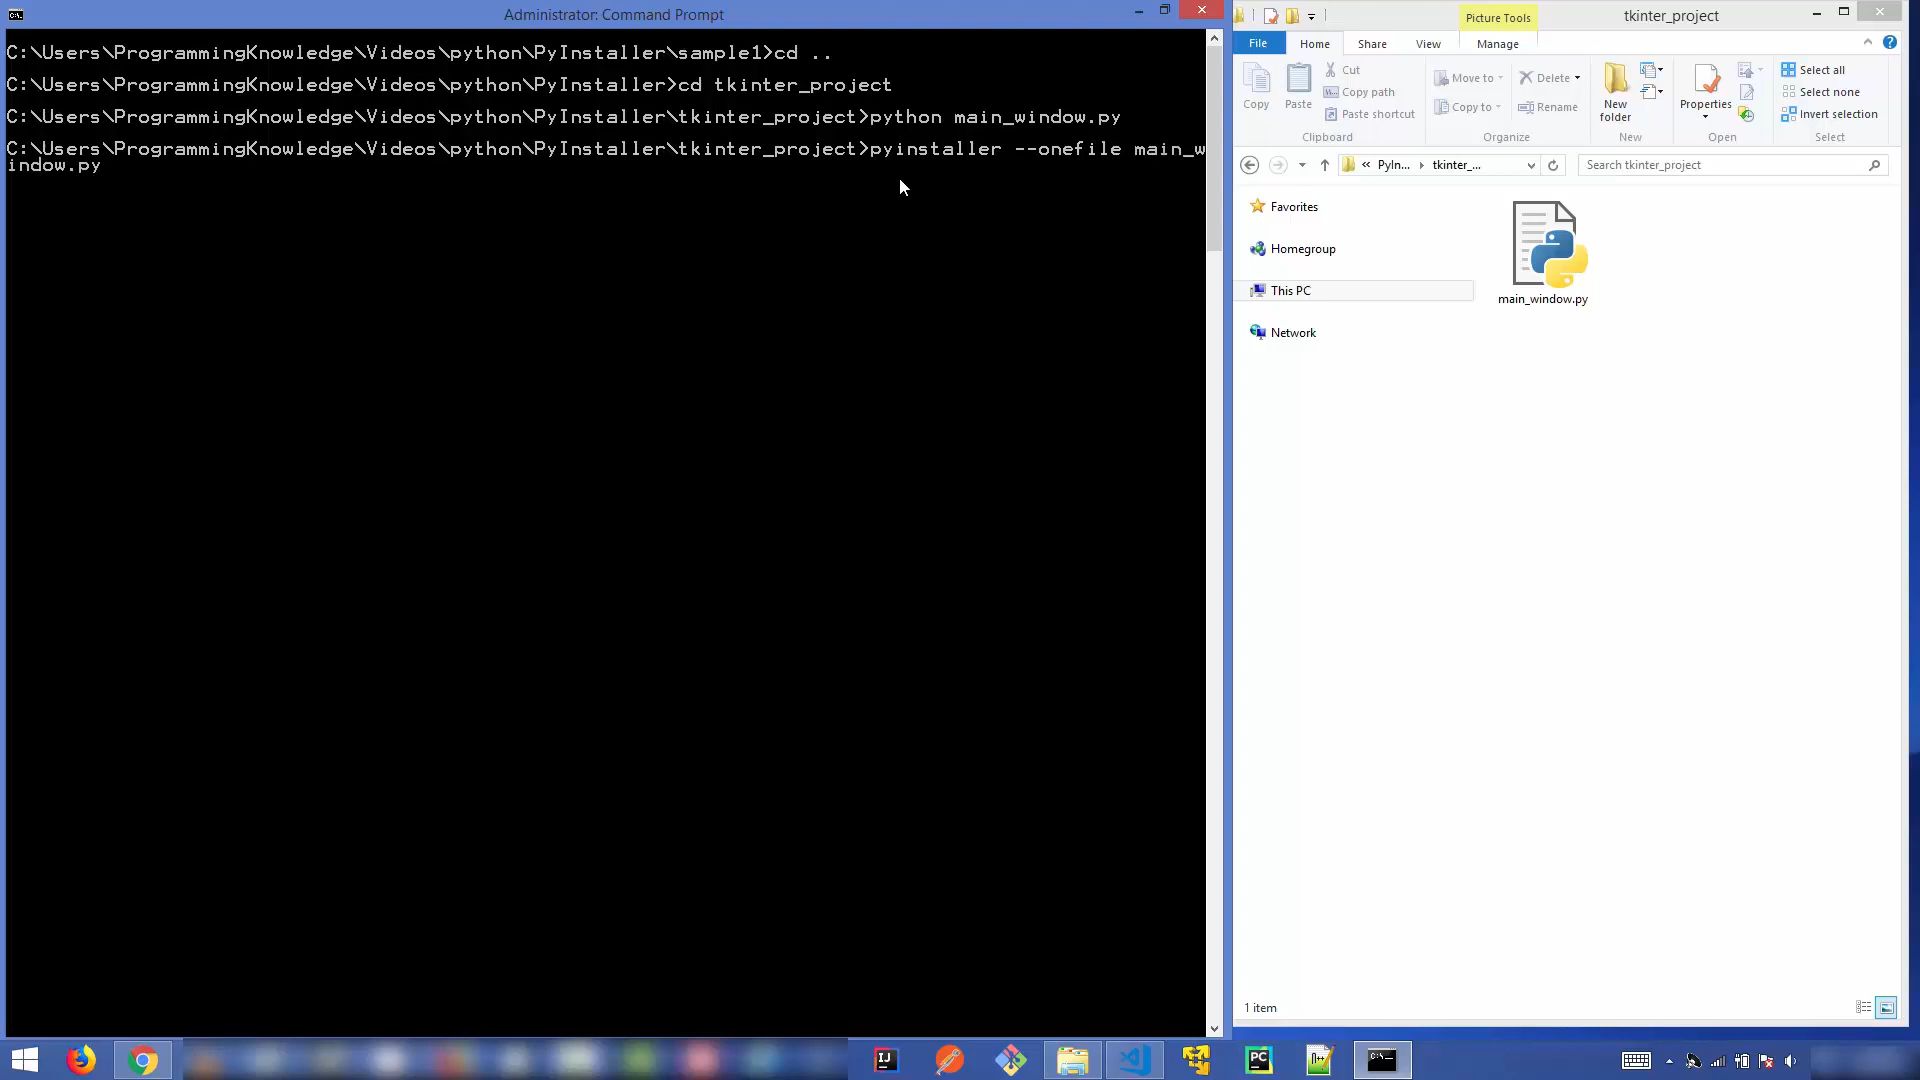 Administrator: Command Prompt
C:\Users\ProgrammingKnowledge\Videos\python\PyInstaller\sample1>cd ..
C:\Users\ProgrammingKnowledge\Videos\python\PyInstaller>cd tkinter_project
C:\Users\ProgrammingKnowledge\Videos\python\PyInstaller\tkinter_project>python main_window.py
C:\Users\ProgrammingKnowledge\Videos\python\PyInstaller\tkinter_project>pyinstaller --onefile main_w
indow.py
Picture Tools
tkinter_project
File
Home
Share
View
Manage
Copy
Paste
Cut
Copy path
Paste shortcut
Clipboard
Move to
Copy to
Delete
Rename
Organize
New
folder
New
Properties
Open
Select all
Select none
Invert selection
Select
« PyIn...
tkinter_...
Search tkinter_project
Favorites
Homegroup
This PC
Network
main_window.py
1 item
IJ
PC
C:\